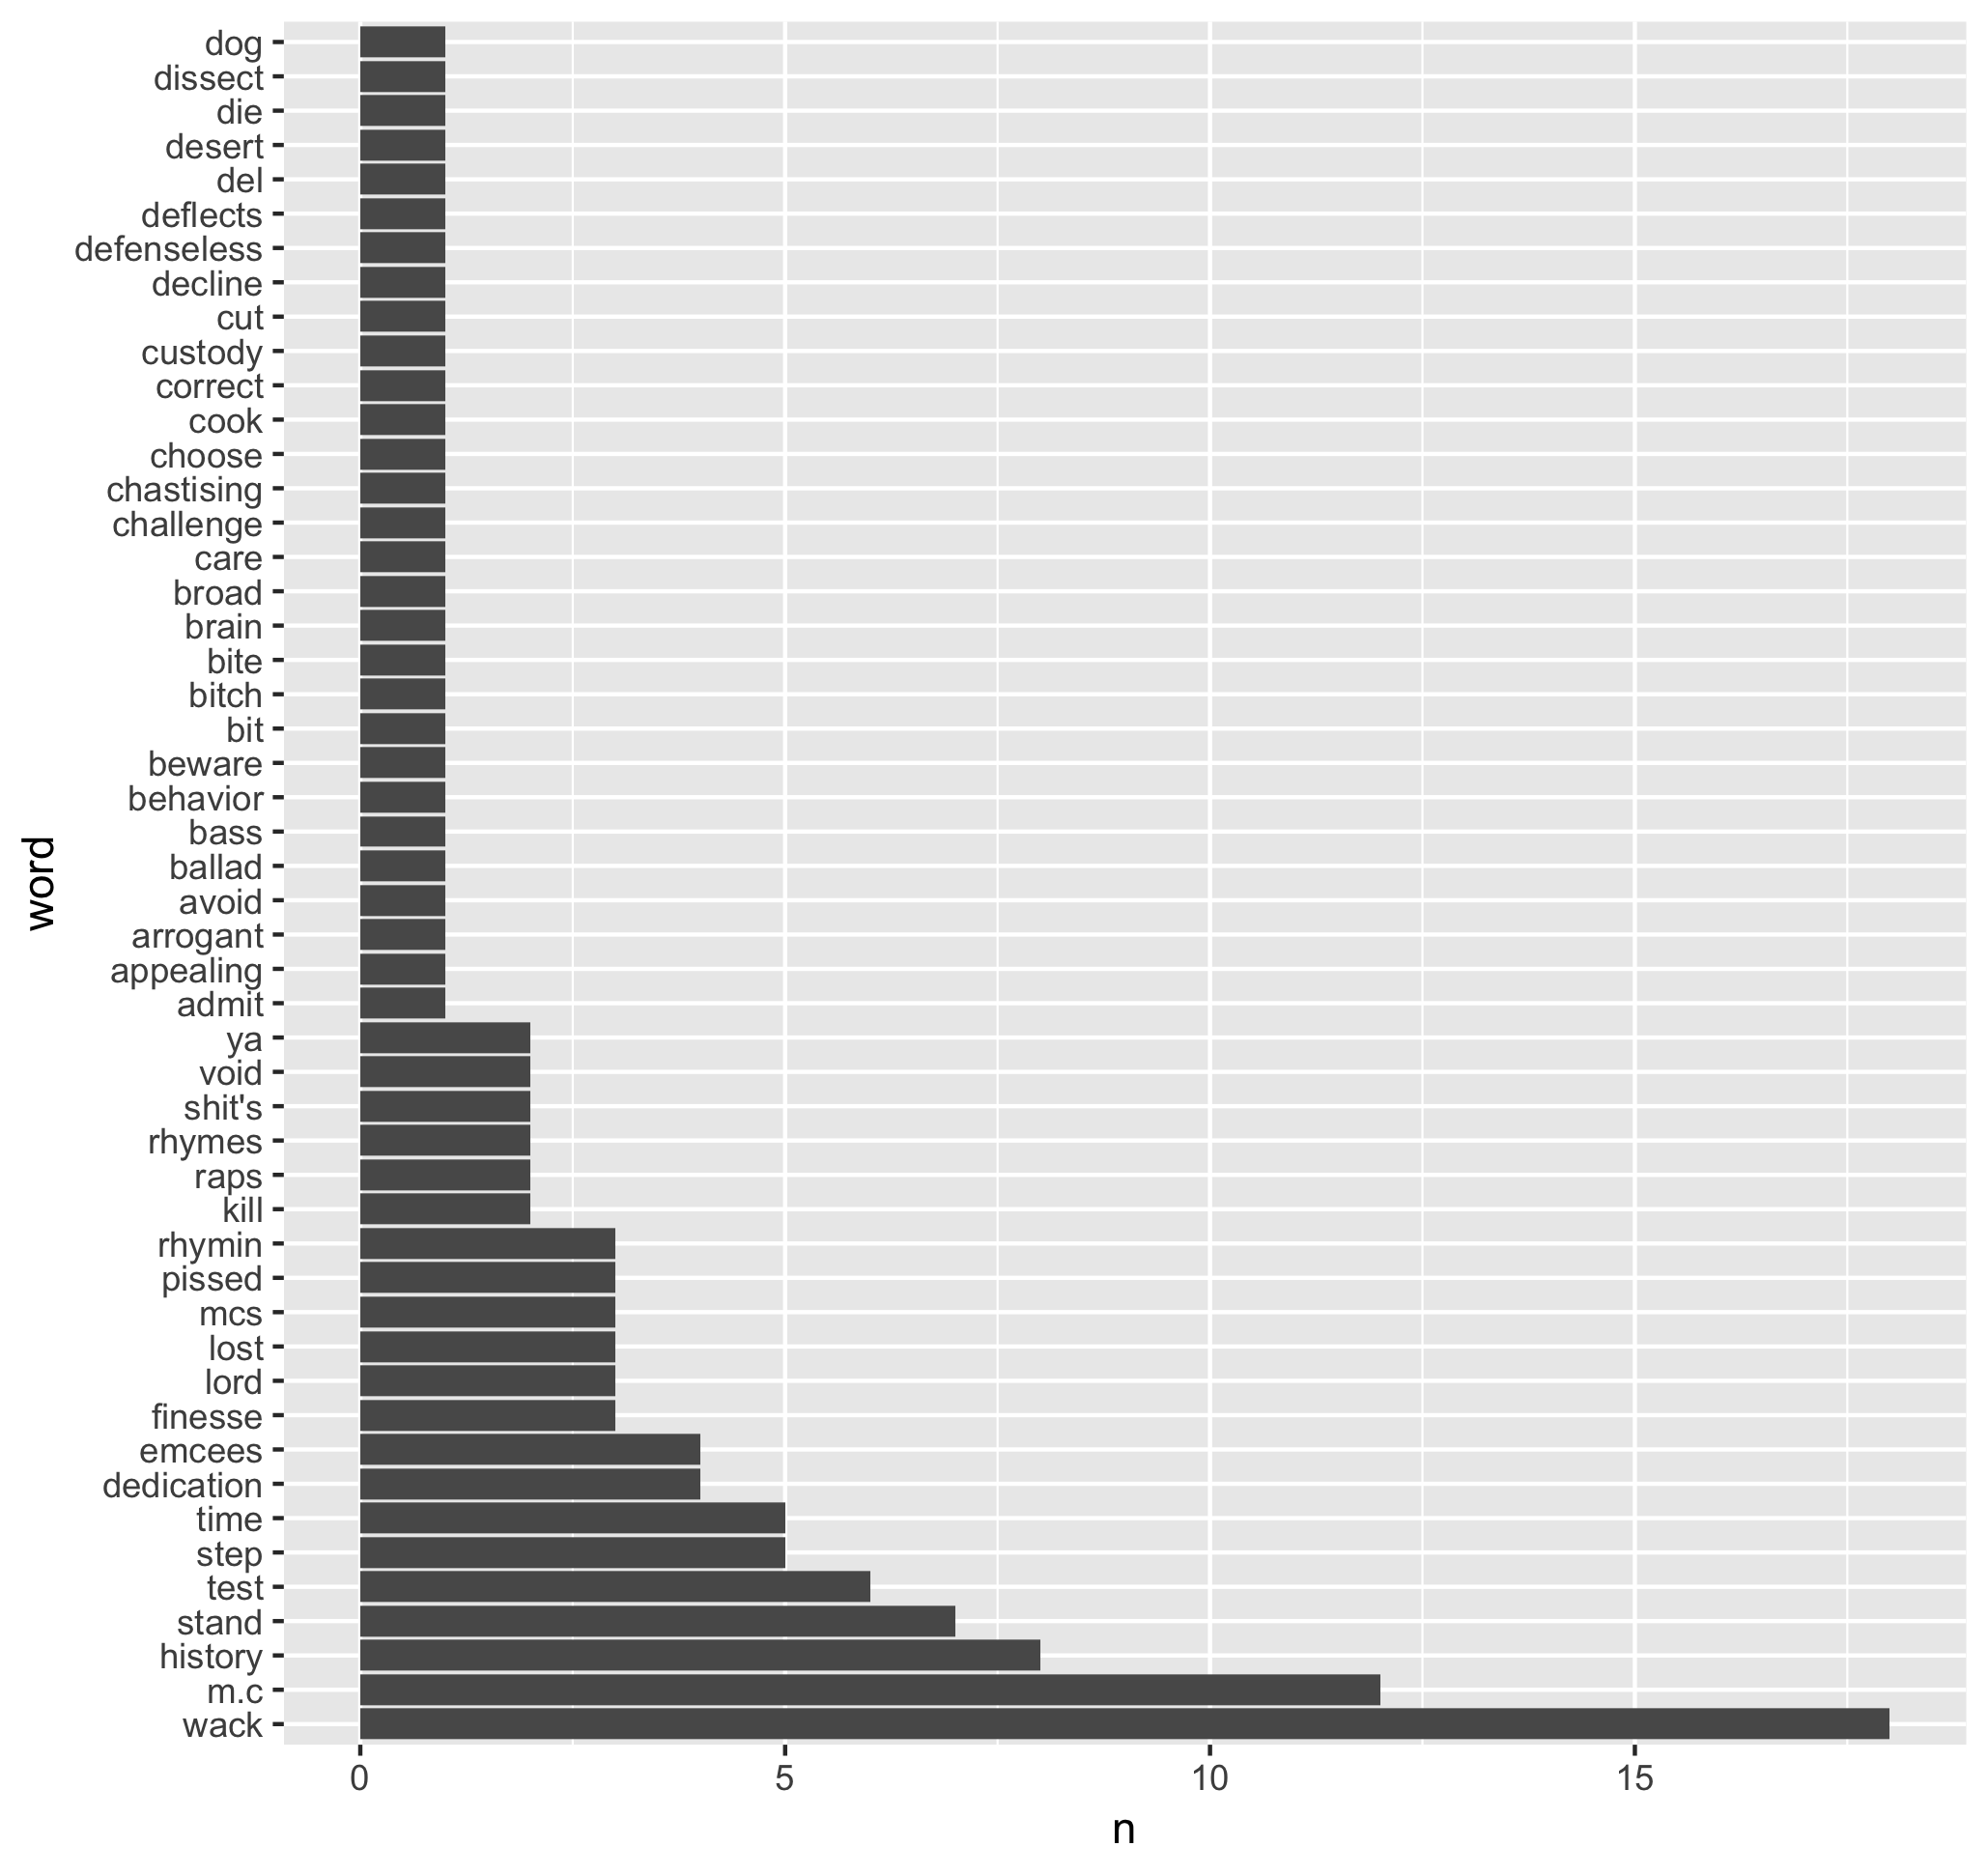 dog
dissect
die
desert
del
deflects
defenseless
decline
cut
custody
correct
cook
choose
chastising
challenge
care
broad
brain
bite
bitch
bit
beware
behavior
bass
ballad
avoid
arrogant
appealing
admit
ya
void
shit's
rhymes
raps
kill
rhymin
pissed
mcs
lost
lord
finesse
emcees
dedication
time
step
test
stand
history
m.c
wack
word
0 5 10 15
n